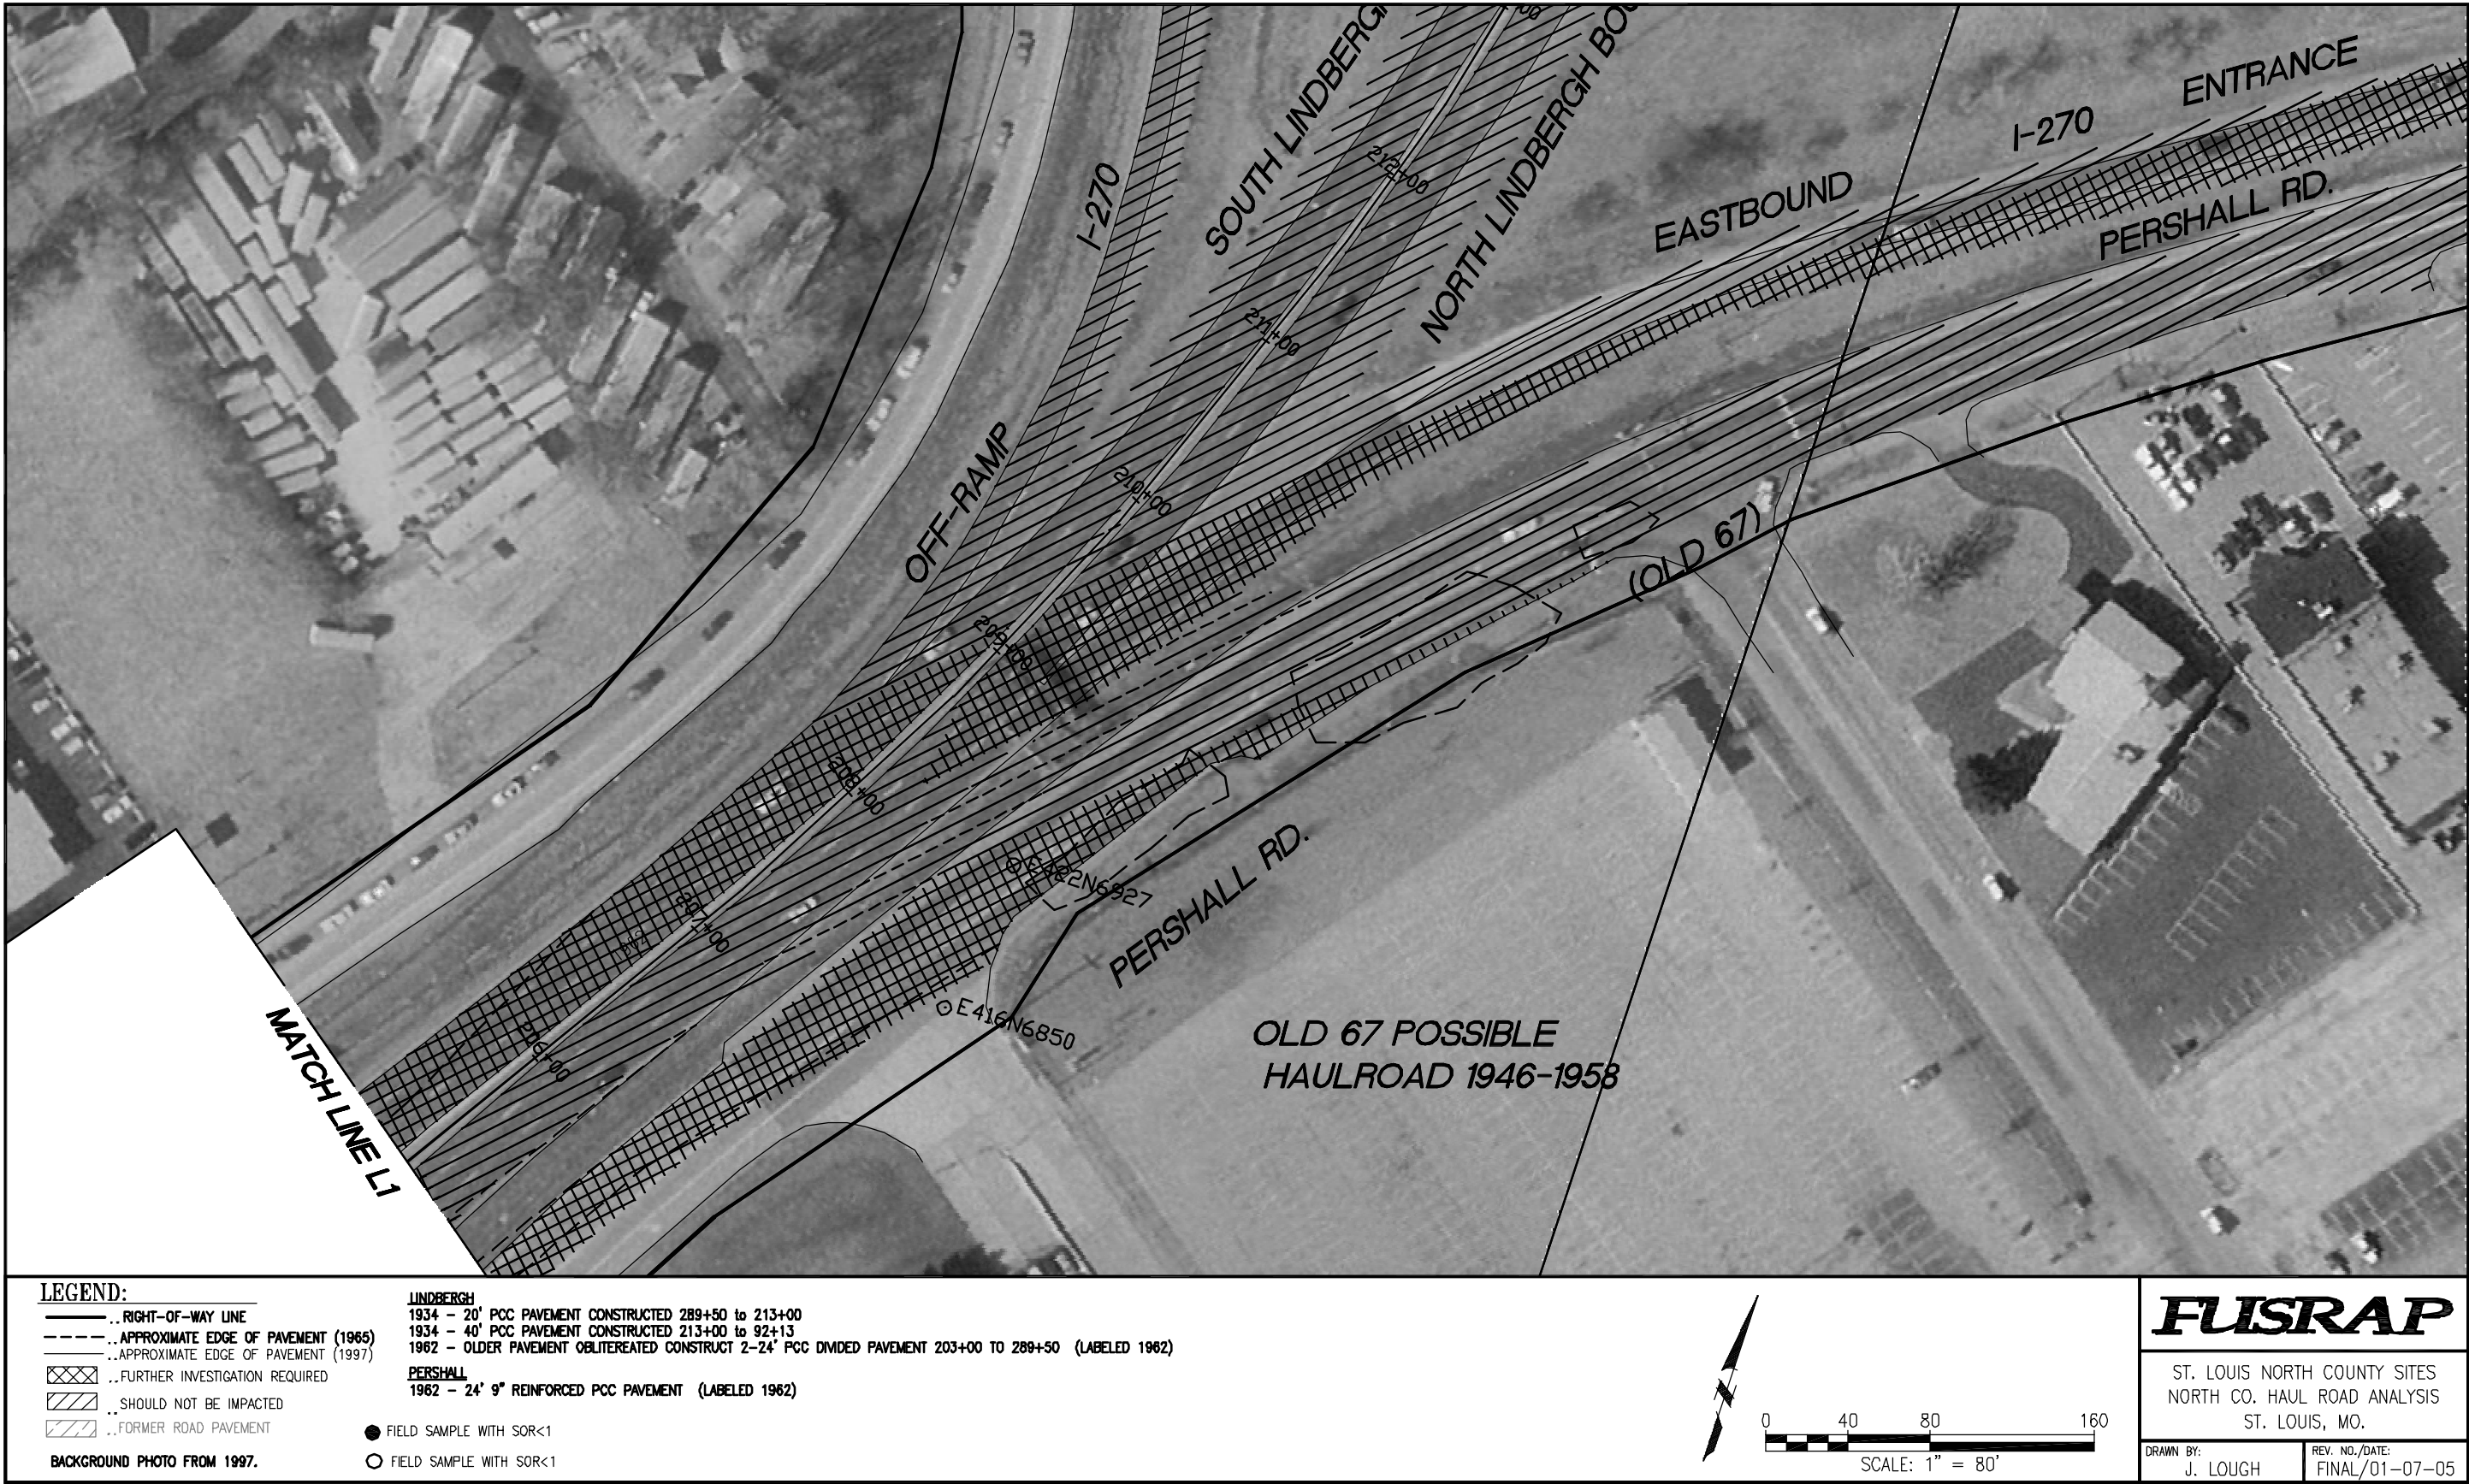 SOUTH LINDBERGH
NORTH LINDBERGH BOU
I-270
OFF-RAMP
EASTBOUND
I-270
ENTRANCE
PERSHALL RD.
(OLD 67)
212+00
211+00
210+00
209+00
208+00
207+00
206+00
E422N6927
E416N6850
PERSHALL RD.
OLD 67 POSSIBLE
HAULROAD 1946-1958
MATCH LINE L1
LEGEND:
..RIGHT-OF-WAY LINE
..APPROXIMATE EDGE OF PAVEMENT (1965)
..APPROXIMATE EDGE OF PAVEMENT (1997)
..FURTHER INVESTIGATION REQUIRED
..SHOULD NOT BE IMPACTED
..FORMER ROAD PAVEMENT
BACKGROUND PHOTO FROM 1997.
LINDBERGH
1934 - 20' PCC PAVEMENT CONSTRUCTED 289+50 to 213+00
1934 - 40' PCC PAVEMENT CONSTRUCTED 213+00 to 92+13
1962 - OLDER PAVEMENT OBLITEREATED CONSTRUCT 2-24' PCC DIVIDED PAVEMENT 203+00 TO 289+50 (LABELED 1962)
PERSHALL
1962 - 24' 9" REINFORCED PCC PAVEMENT (LABELED 1962)
FIELD SAMPLE WITH SOR<1
FIELD SAMPLE WITH SOR<1
0 40 80 160
SCALE: 1" = 80'
FUSRAP
ST. LOUIS NORTH COUNTY SITES
NORTH CO. HAUL ROAD ANALYSIS
ST. LOUIS, MO.
DRAWN BY:
J. LOUGH
REV. NO./DATE:
FINAL/01-07-05